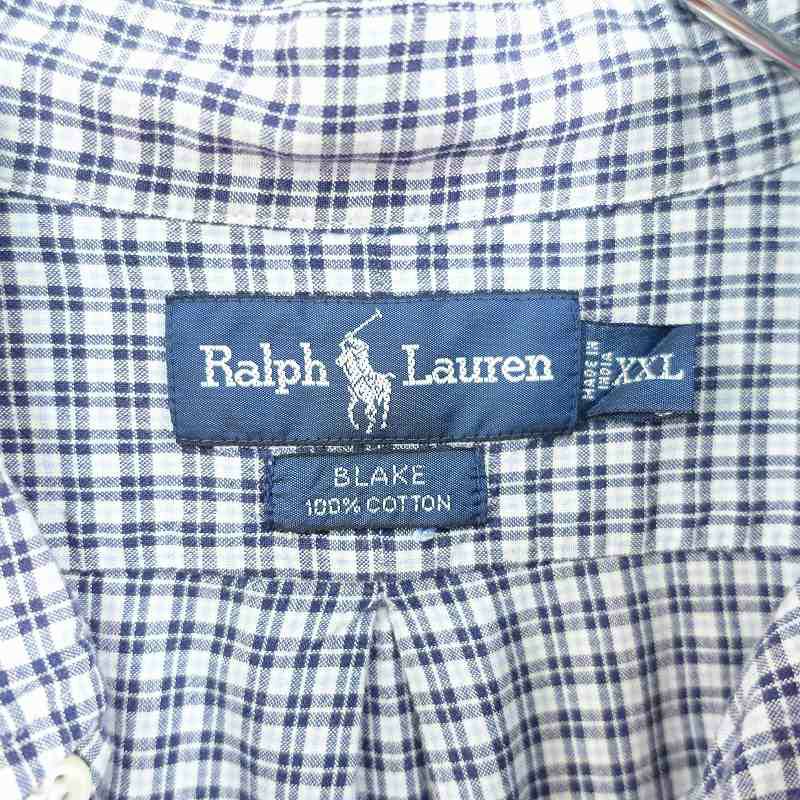 Ralph Lauren
MADE IN
INDIA
XXL
BLAKE
100% COTTON